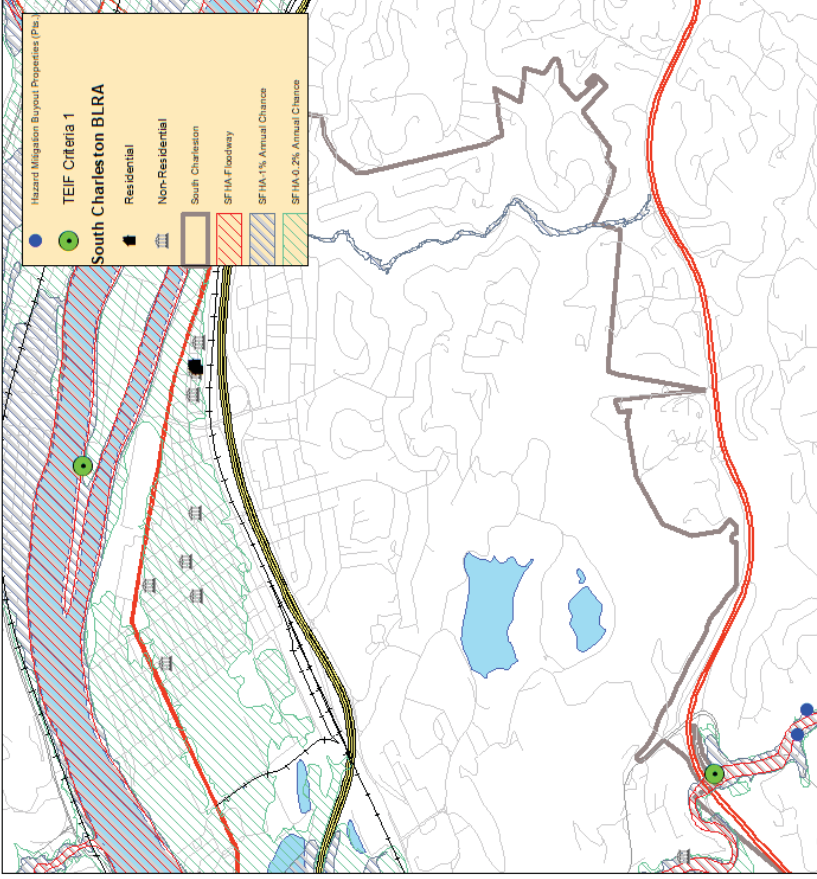 Hazard Mitigation Buyout Properties (Pts.)
TEIF Criteria 1
South Charleston BLRA
Residential
Non-Residential
South Charleston
SFHA-Floodway
SFHA-1% Annual Chance
SFHA-0.2% Annual Chance